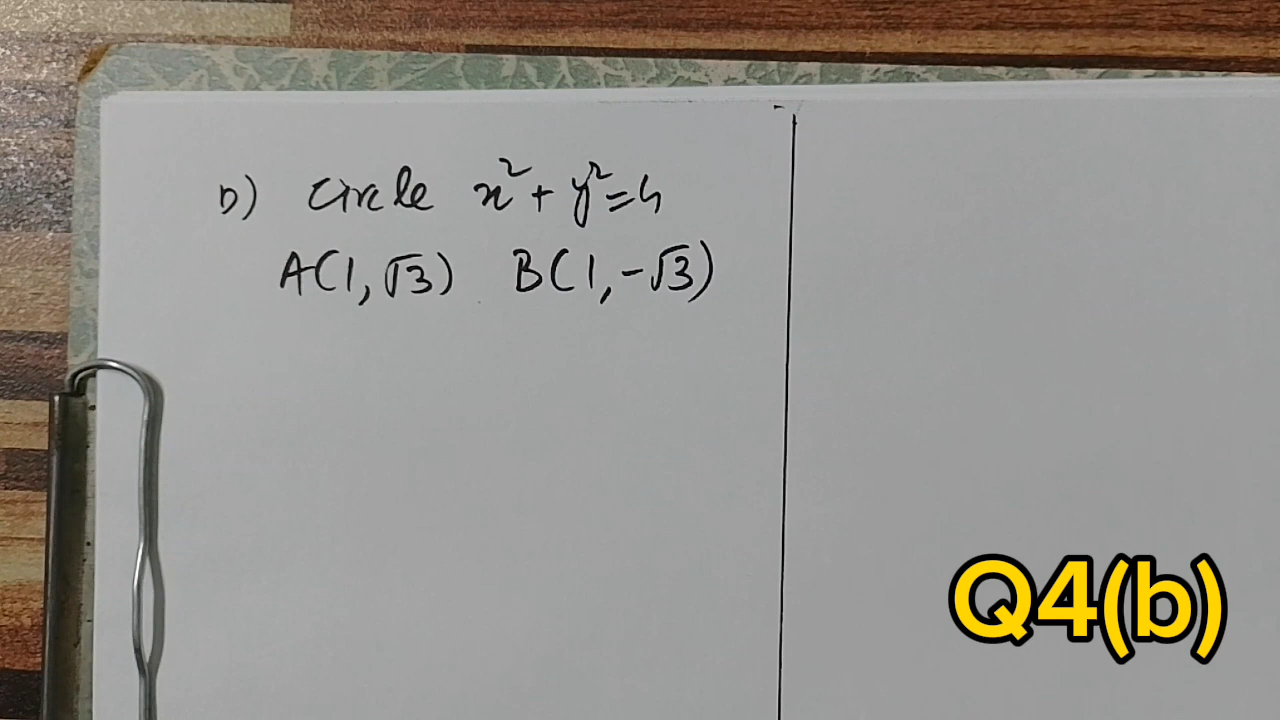 b) circle x²+y²=4
A(1,√3) B(1,-√3)
Q4(b)